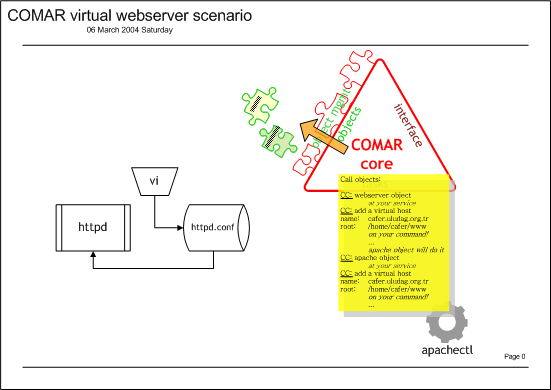 COMAR virtual webserver scenario
06 March 2004 Saturday
object mgmt
objects
interface
COMAR
core
vi
httpd
httpd.conf
Call objects:
CC: webserver object
at your service
CC: add a virtual host
name: cafer.uludag.org.tr
root: /home/cafer/www
on your command!
...
apache object will do it
CC: apache object
at your service
CC: add a virtual host
name: cafer.uludag.org.tr
root: /home/cafer/www
on your command!
...
apachectl
Page 0